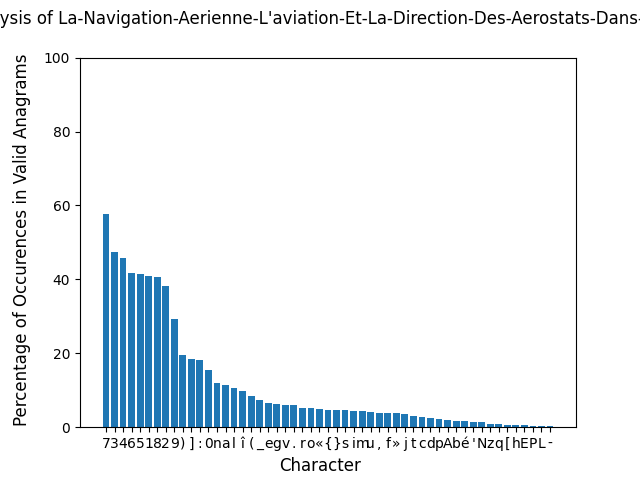 ysis of La-Navigation-Aerienne-L'aviation-Et-La-Direction-Des-Aerostats-Dans-
100
80
60
40
20
0
Percentage of Occurences in Valid Anagrams
734651829)]:0nalî(_egv.ro«{}simu,f»jtcdpAbé'Nzq[hEPL-
Character